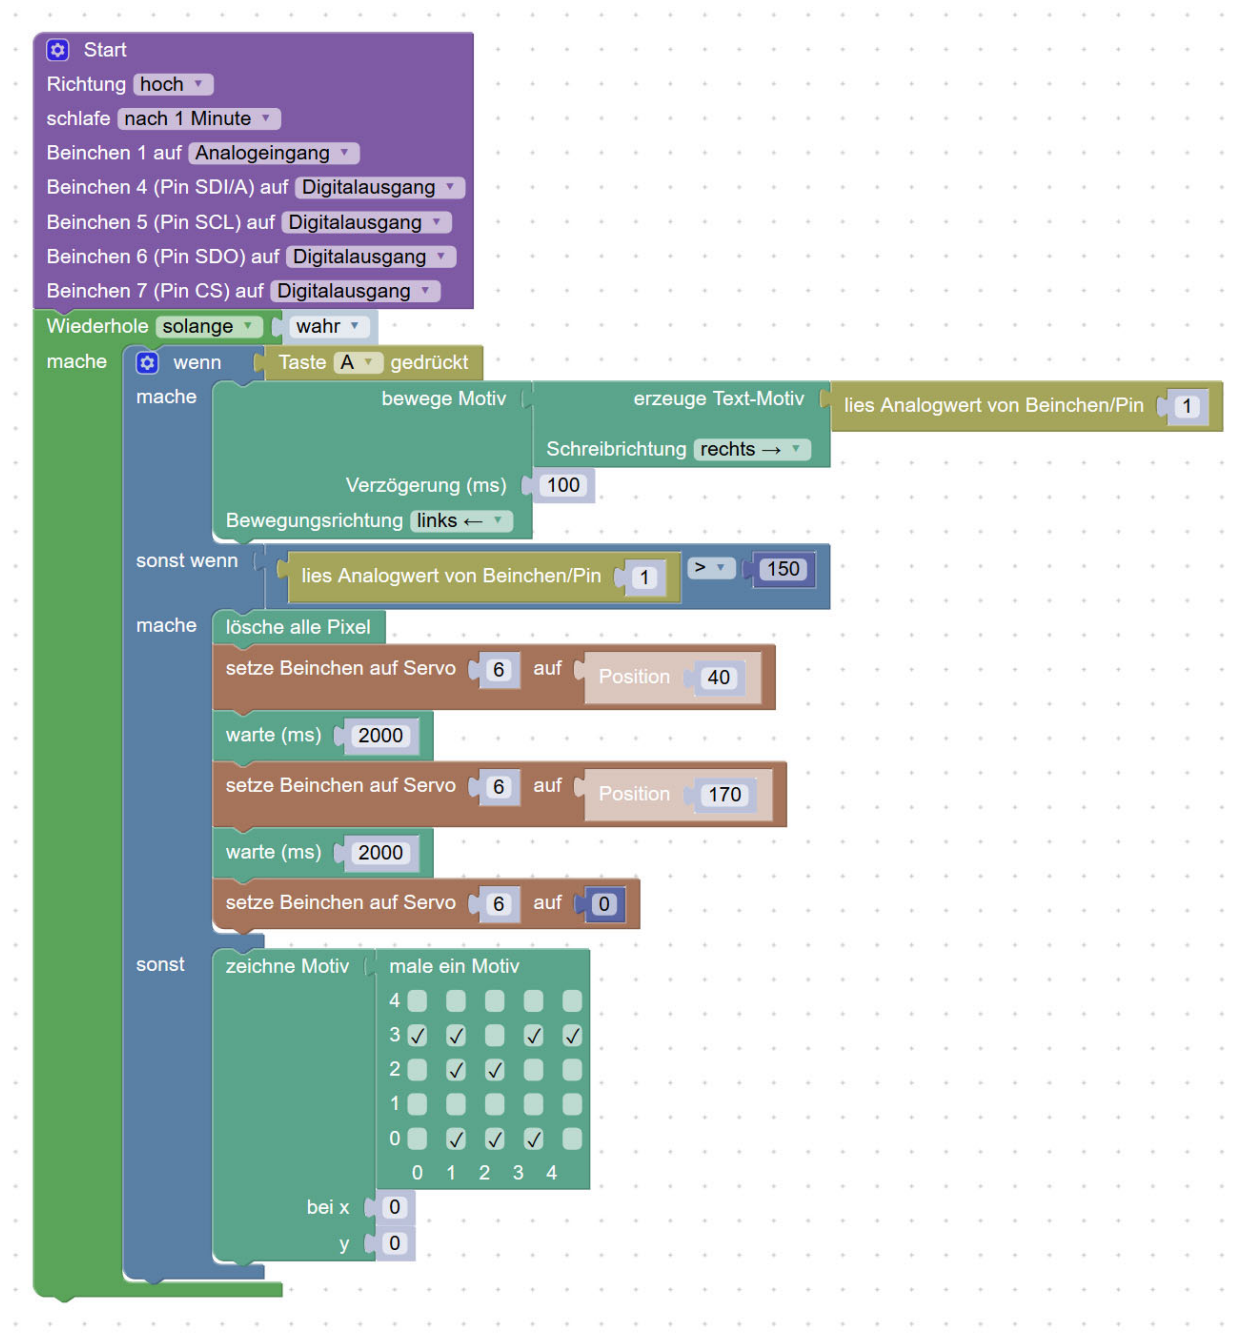 Start
Richtung hoch
schlafe nach 1 Minute
Beinchen 1 auf Analogeingang
Beinchen 4 (Pin SDI/A) auf Digitalausgang
Beinchen 5 (Pin SCL) auf Digitalausgang
Beinchen 6 (Pin SDO) auf Digitalausgang
Beinchen 7 (Pin CS) auf Digitalausgang
Wiederhole solange wahr
mache wenn Taste A gedrückt
mache bewege Motiv erzeuge Text-Motiv lies Analogwert von Beinchen/Pin 1
Schreibrichtung rechts →
Verzögerung (ms) 100
Bewegungsrichtung links ←
sonst wenn lies Analogwert von Beinchen/Pin 1 > 150
mache lösche alle Pixel
setze Beinchen auf Servo 6 auf Position 40
warte (ms) 2000
setze Beinchen auf Servo 6 auf Position 170
warte (ms) 2000
setze Beinchen auf Servo 6 auf 0
sonst zeichne Motiv male ein Motiv
4
3 ✓ ✓ ✓ ✓
2 ✓ ✓
1
0 ✓ ✓ ✓
0 1 2 3 4
bei x 0
y 0